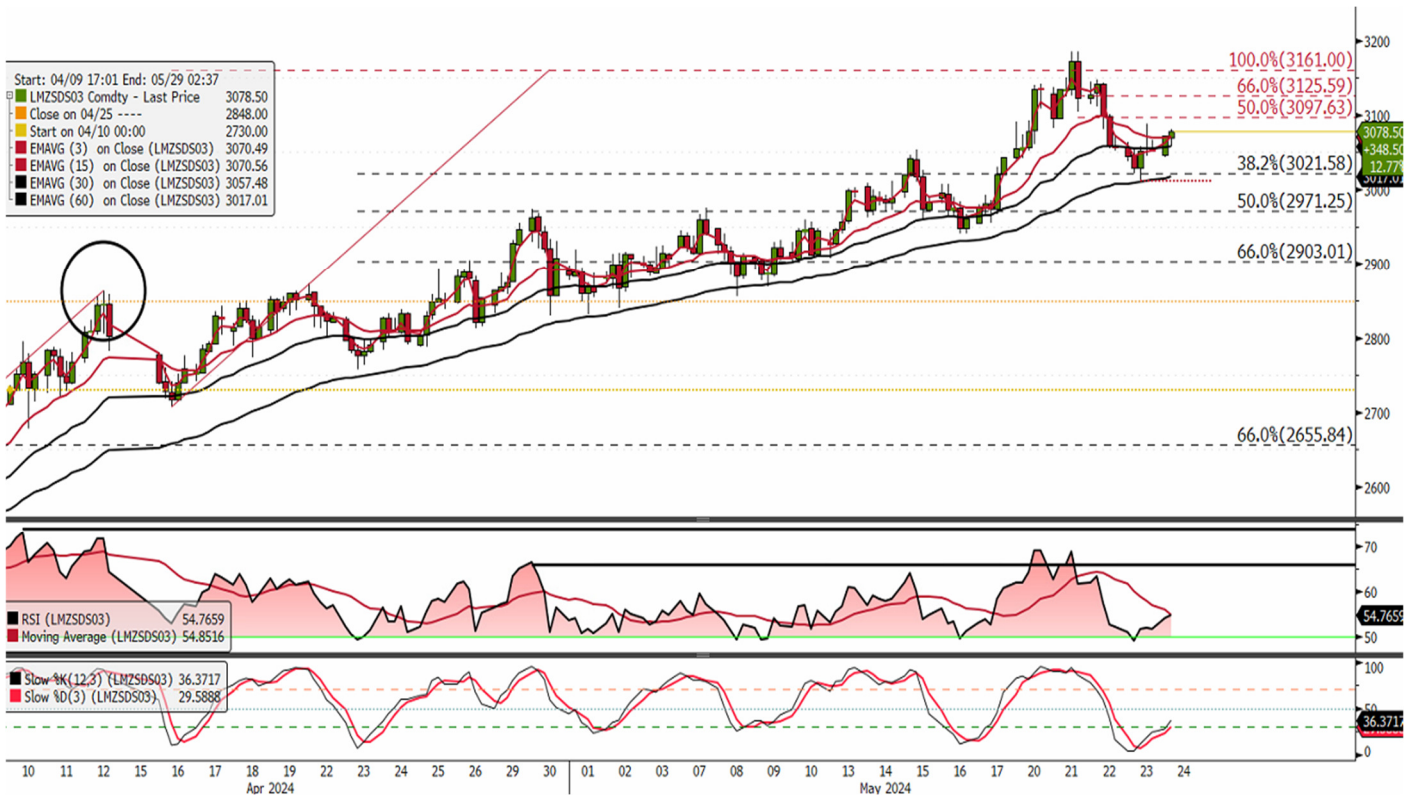 Start: 04/09 17:01 End: 05/29 02:37
LMZSDS03 Comdty - Last Price 3078.50
Close on 04/25 ---- 2848.00
Start on 04/10 00:00 2730.00
EMAVG (3) on Close (LMZSDS03) 3070.49
EMAVG (15) on Close (LMZSDS03) 3070.56
EMAVG (30) on Close (LMZSDS03) 3057.48
EMAVG (60) on Close (LMZSDS03) 3017.01
100.0%(3161.00)
66.0%(3125.59)
50.0%(3097.63)
38.2%(3021.58)
50.0%(2971.25)
66.0%(2903.01)
66.0%(2655.84)
3200
3100
3078.50
+348.50
12.77%
3017.01
3000
2900
2800
2700
2600
RSI (LMZSDS03) 54.7659
Moving Average (LMZSDS03) 54.8516
70
60
54.7659
50
Slow %K(12,3) (LMZSDS03) 36.3717
Slow %D(3) (LMZSDS03) 29.5888
100
50
36.3717
0
10 11 12 15 16 17 18 19 22 23 24 25 26 29 30 01 02 03 07 08 09 10 13 14 15 16 17 20 21 22 23 24
Apr 2024 May 2024